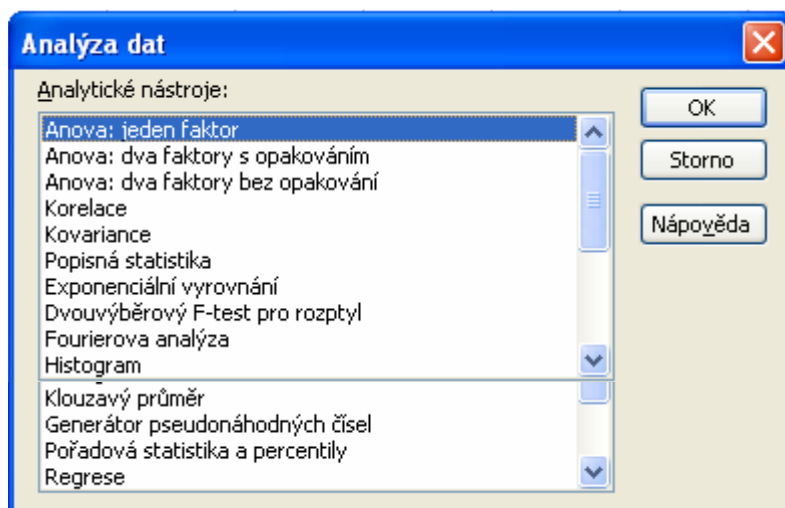 Analýza dat
Analytické nástroje:
Anova: jeden faktor
Anova: dva faktory s opakováním
Anova: dva faktory bez opakování
Korelace
Kovariance
Popisná statistika
Exponenciální vyrovnání
Dvouvýběrový F-test pro rozptyl
Fourierova analýza
Histogram
Klouzavý průměr
Generátor pseudonáhodných čísel
Pořadová statistika a percentily
Regrese
OK
Storno
Nápověda